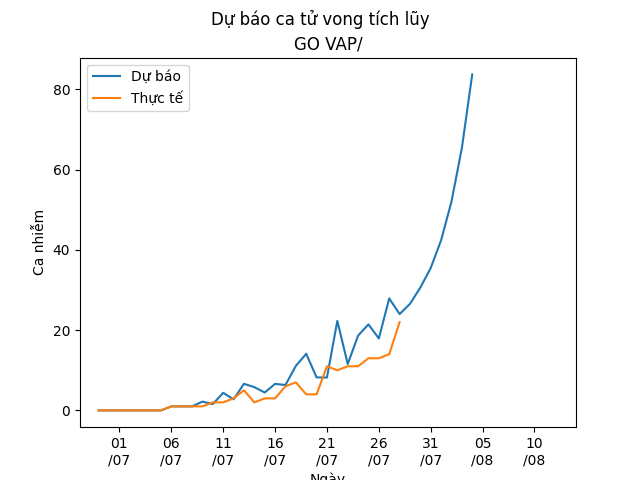 Dự báo ca tử vong tích lũy
GO VAP/
Dự báo
Thực tế
Ca nhiễm
80
60
40
20
0
01 06 11 16 21 26 31 05 10
/07 /07 /07 /07 /07 /07 /07 /08 /08
Ngày